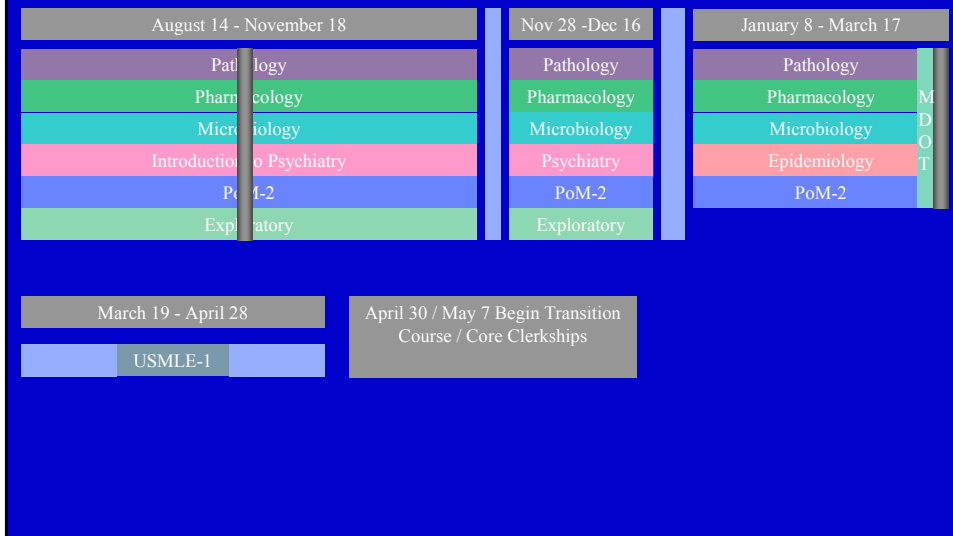 August 14 - November 18
Pathology
Pharmacology
Microbiology
Introduction to Psychiatry
PoM-2
Exploratory
Nov 28 -Dec 16
Pathology
Pharmacology
Microbiology
Psychiatry
PoM-2
Exploratory
January 8 - March 17
Pathology
Pharmacology
Microbiology
Epidemiology
PoM-2
M
D
O
T
March 19 - April 28
USMLE-1
April 30 / May 7 Begin Transition
Course / Core Clerkships